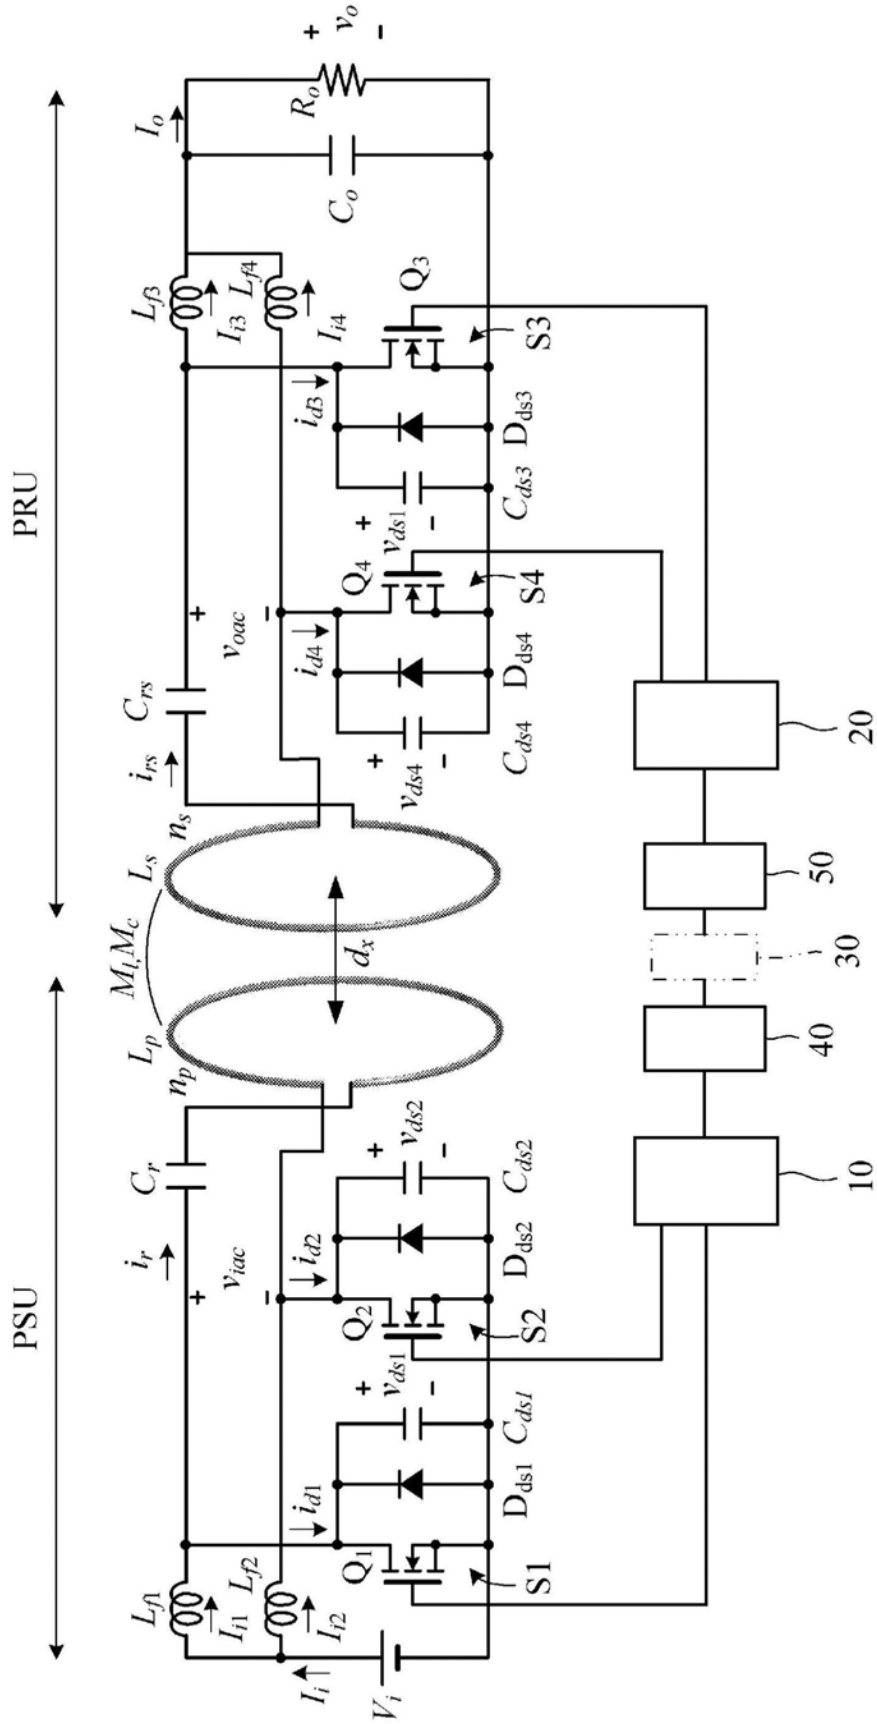 PSU
PRU
M_l,M_c
L_f1
I_i1
i_r
C_r
n_p
L_p
L_s
n_s
i_rs
C_rs
L_f3
I_i3
I_o
+
v_iac
−
+
v_oac
−
L_f2
I_i2
L_f4
I_i4
I_i
V_i
i_d1
i_d2
d_x
i_d4
i_d3
Q_1
+
v_ds1
−
Q_2
+
v_ds2
−
+
v_ds4
−
Q_4
+
v_ds1
−
Q_3
C_o
R_o
+
v_o
−
S1
D_ds1
C_ds1
S2
D_ds2
C_ds2
C_ds4
D_ds4
S4
C_ds3
D_ds3
S3
10
40
30
50
20